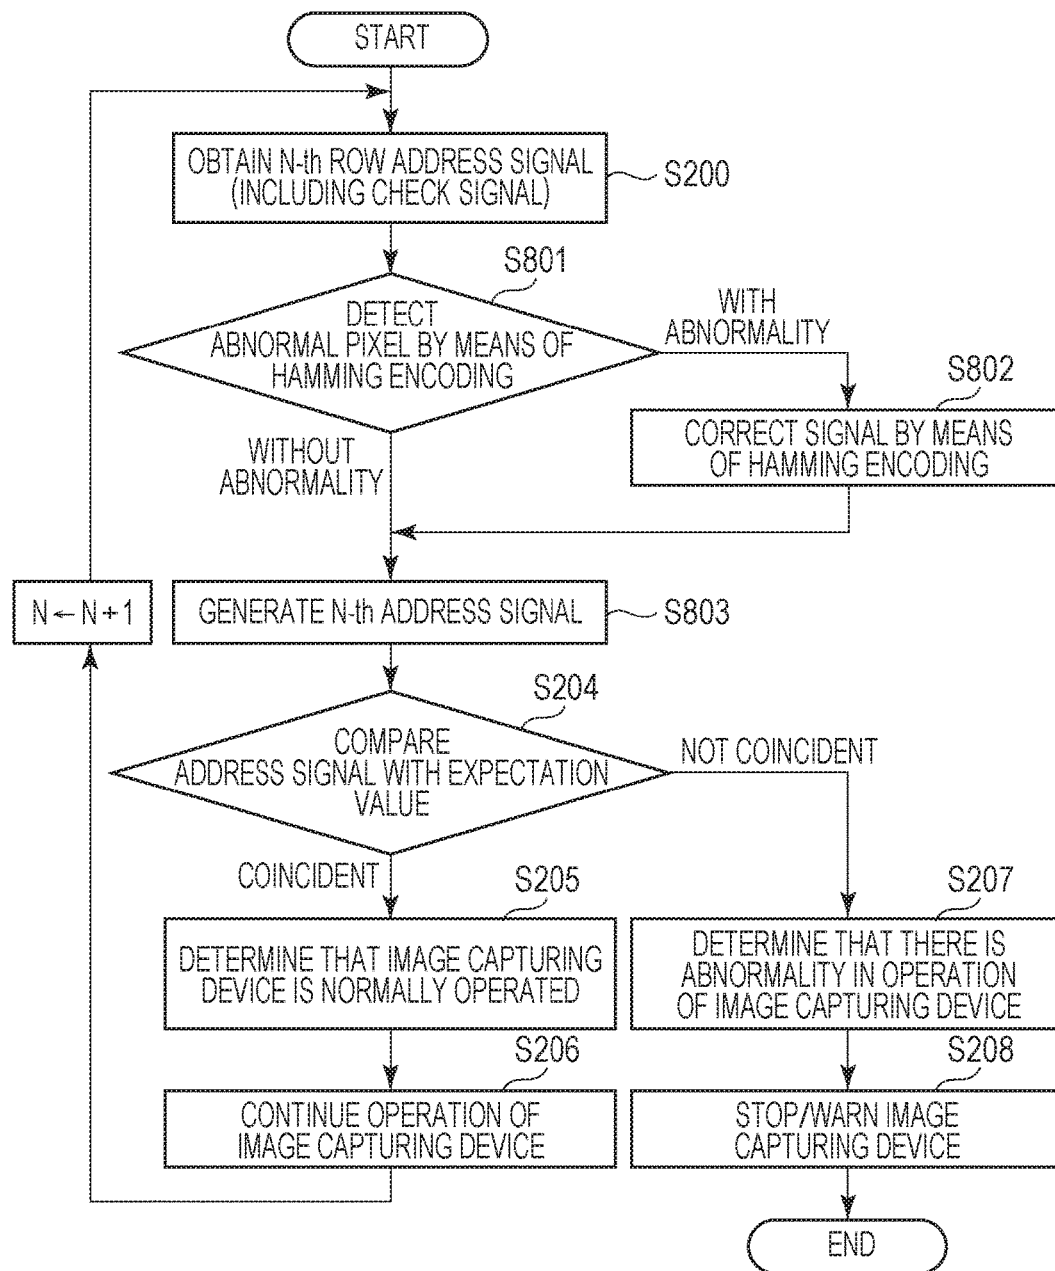 START
OBTAIN N-th ROW ADDRESS SIGNAL
(INCLUDING CHECK SIGNAL)
S200
S801
DETECT
ABNORMAL PIXEL BY MEANS OF
HAMMING ENCODING
WITH
ABNORMALITY
S802
CORRECT SIGNAL BY MEANS
OF HAMMING ENCODING
WITHOUT
ABNORMALITY
N ← N + 1
GENERATE N-th ADDRESS SIGNAL
S803
S204
COMPARE
ADDRESS SIGNAL WITH EXPECTATION
VALUE
NOT COINCIDENT
COINCIDENT
S205
DETERMINE THAT IMAGE CAPTURING
DEVICE IS NORMALLY OPERATED
S207
DETERMINE THAT THERE IS
ABNORMALITY IN OPERATION
OF IMAGE CAPTURING DEVICE
S206
CONTINUE OPERATION OF
IMAGE CAPTURING DEVICE
S208
STOP/WARN IMAGE
CAPTURING DEVICE
END